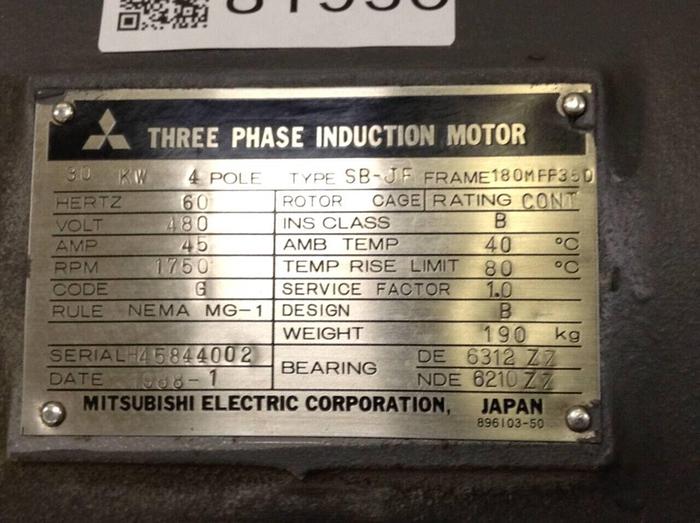 THREE PHASE INDUCTION MOTOR
30 KW 4 POLE TYPE SB-JF FRAME 180MFF350
HERTZ 60 ROTOR CAGE RATING CONT
VOLT 480 INS CLASS B
AMP 45 AMB TEMP 40 °C
RPM 1750 TEMP RISE LIMIT 80 °C
CODE G SERVICE FACTOR 1.0
RULE NEMA MG-1 DESIGN B
WEIGHT 190 kg
SERIAL H45844002 BEARING DE 6312 ZZ
DATE 1988-1 NDE 6210 ZZ
MITSUBISHI ELECTRIC CORPORATION, JAPAN
896103-50